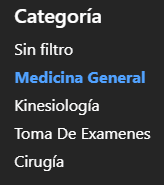 Categoría
Sin filtro
Medicina General
Kinesiología
Toma De Examenes
Cirugía